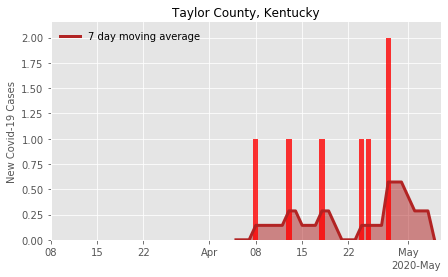 Taylor County, Kentucky
7 day moving average
New Covid-19 Cases
2.00
1.75
1.50
1.25
1.00
0.75
0.50
0.25
0.00
08 15 22 Apr 08 15 22 May
2020-May